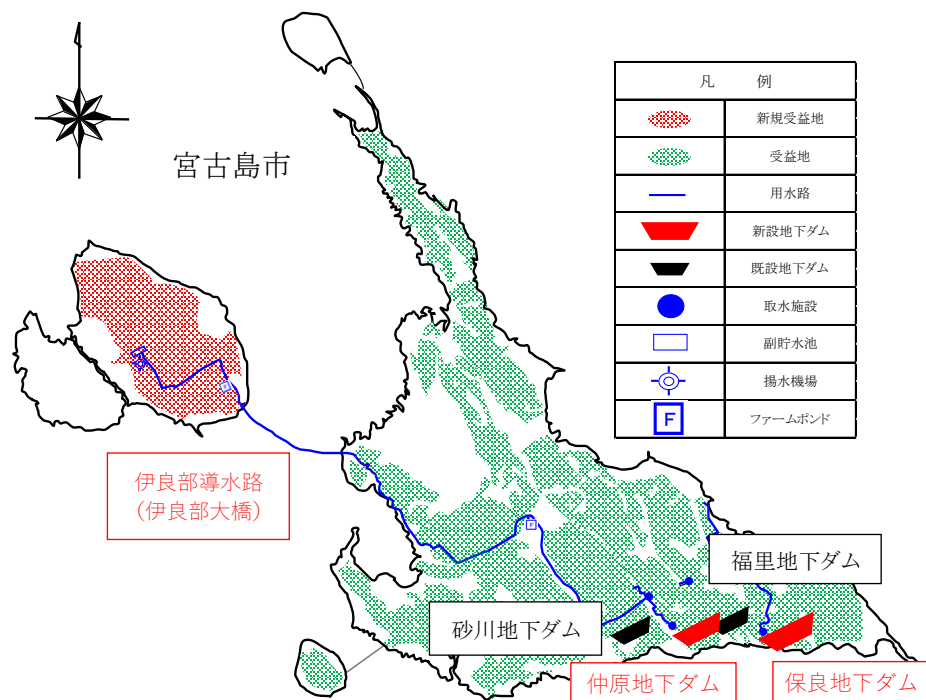 宮古島市
凡 例
新規受益地
受益地
用水路
新設地下ダム
既設地下ダム
取水施設
副貯水池
揚水機場
F
ファームポンド
伊良部導水路
(伊良部大橋)
福里地下ダム
砂川地下ダム
仲原地下ダム
保良地下ダム